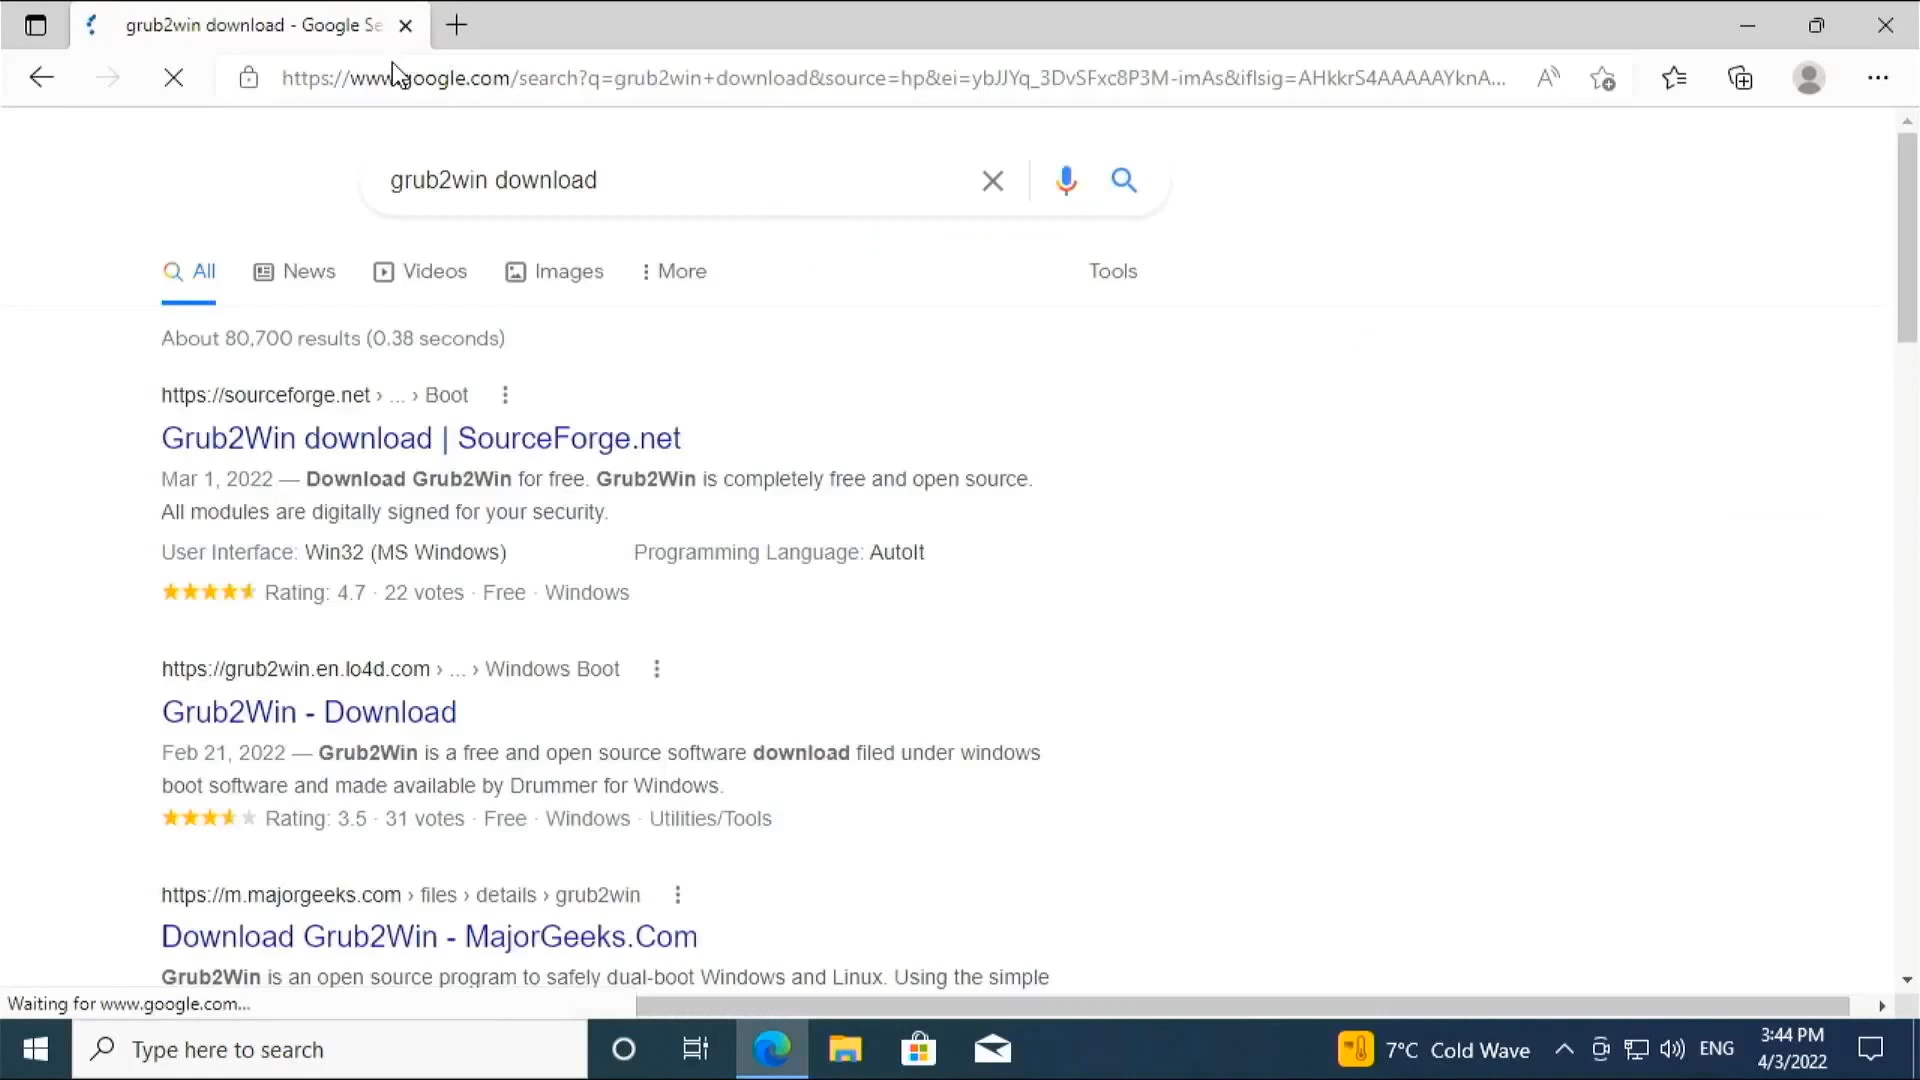 grub2win download - Google Se
https://www.google.com/search?q=grub2win+download&source=hp&ei=ybJJYq_3DvSFxc8P3M-imAs&iflsig=AHkkrS4AAAAAYknA...
grub2win download
All News Videos Images More Tools
About 80,700 results (0.38 seconds)
https://sourceforge.net › ... › Boot
Grub2Win download | SourceForge.net
Mar 1, 2022 — Download Grub2Win for free. Grub2Win is completely free and open source.
All modules are digitally signed for your security.
User Interface: Win32 (MS Windows) Programming Language: AutoIt
Rating: 4.7 · 22 votes · Free · Windows
https://grub2win.en.lo4d.com › ... › Windows Boot
Grub2Win - Download
Feb 21, 2022 — Grub2Win is a free and open source software download filed under windows
boot software and made available by Drummer for Windows.
Rating: 3.5 · 31 votes · Free · Windows · Utilities/Tools
https://m.majorgeeks.com › files › details › grub2win
Download Grub2Win - MajorGeeks.Com
Grub2Win is an open source program to safely dual-boot Windows and Linux. Using the simple
Waiting for www.google.com...
Type here to search
7°C Cold Wave
ENG
3:44 PM
4/3/2022